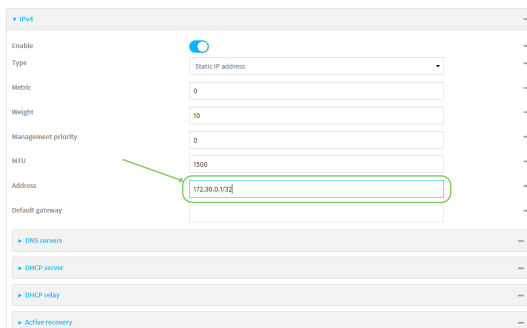 ▾ IPv4
Enable
Type Static IP address
Metric 0
Weight 10
Management priority 0
MTU 1500
Address 172.30.0.1/32
Default gateway
▸ DNS servers
▸ DHCP server
▸ DHCP relay
▸ Active recovery